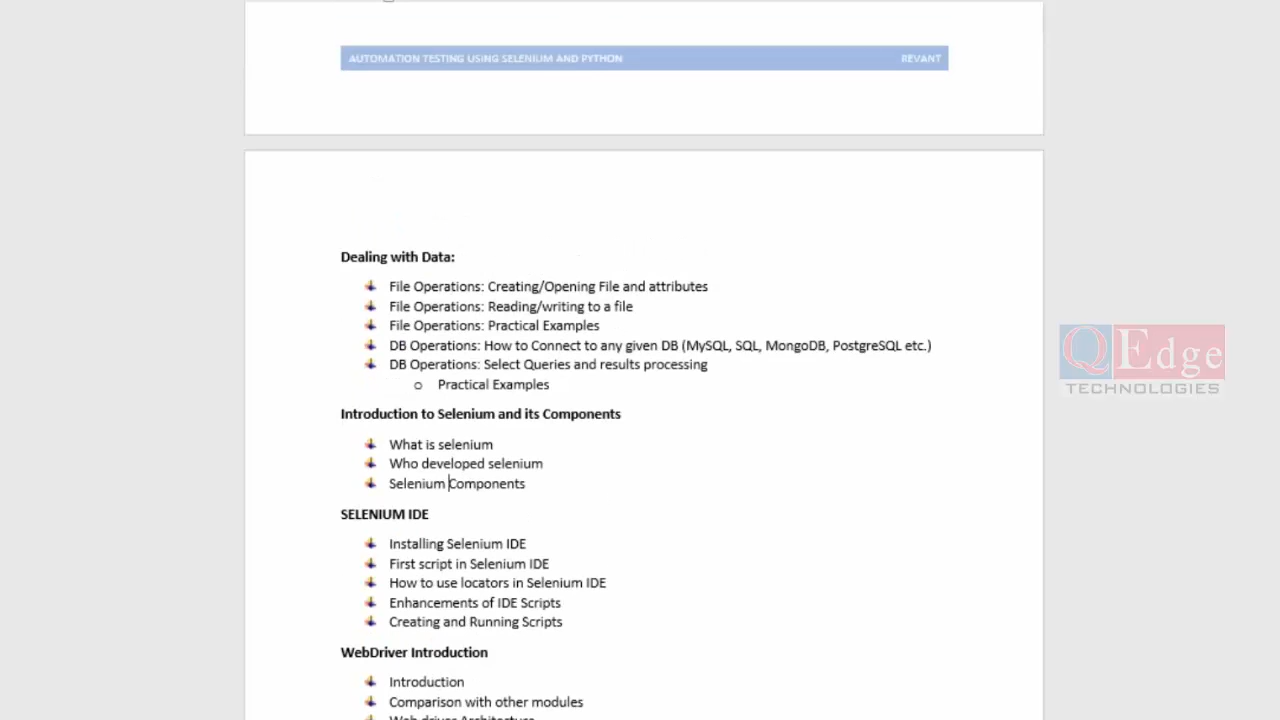 AUTOMATION TESTING USING SELENIUM AND PYTHON REVANT
Dealing with Data:
File Operations: Creating/Opening File and attributes
File Operations: Reading/writing to a file
File Operations: Practical Examples
DB Operations: How to Connect to any given DB (MySQL, SQL, MongoDB, PostgreSQL etc.)
DB Operations: Select Queries and results processing
o Practical Examples
Introduction to Selenium and its Components
What is selenium
Who developed selenium
Selenium Components
SELENIUM IDE
Installing Selenium IDE
First script in Selenium IDE
How to use locators in Selenium IDE
Enhancements of IDE Scripts
Creating and Running Scripts
WebDriver Introduction
Introduction
Comparison with other modules
Web driver Architecture
QEdge
TECHNOLOGIES